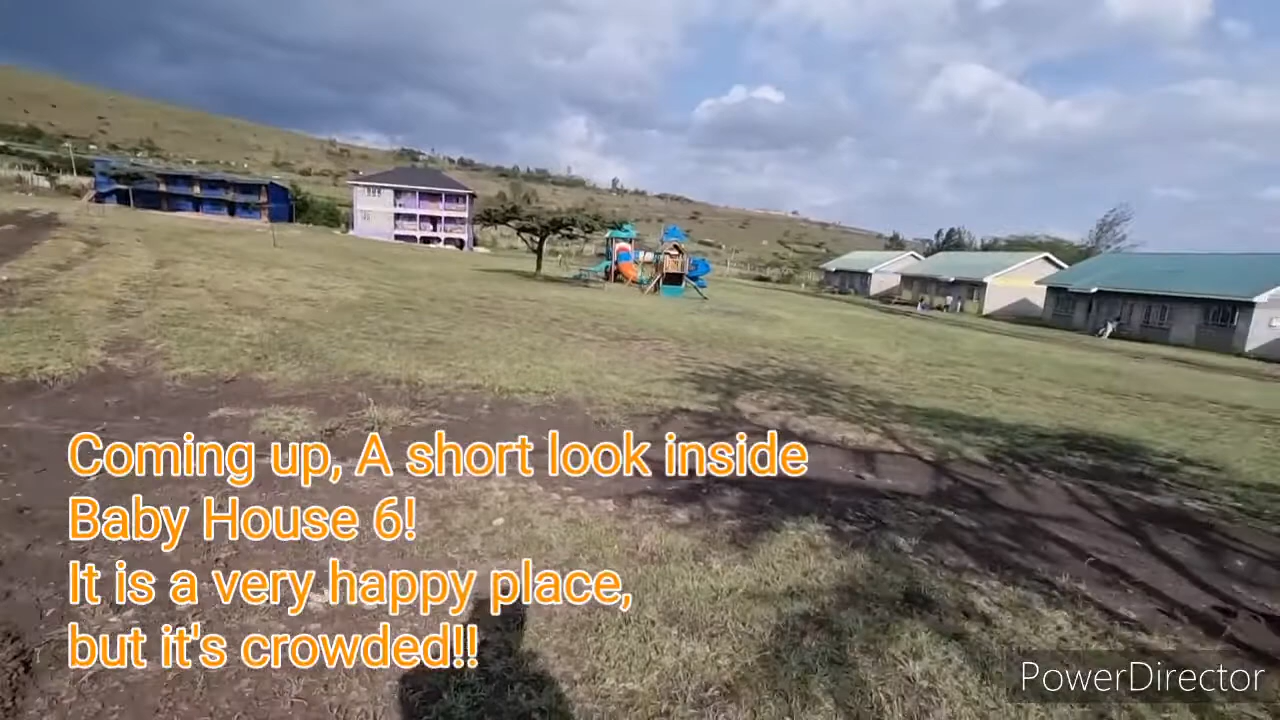 Coming up, A short look inside
Baby House 6!
It is a very happy place,
but it's crowded!!
PowerDirector